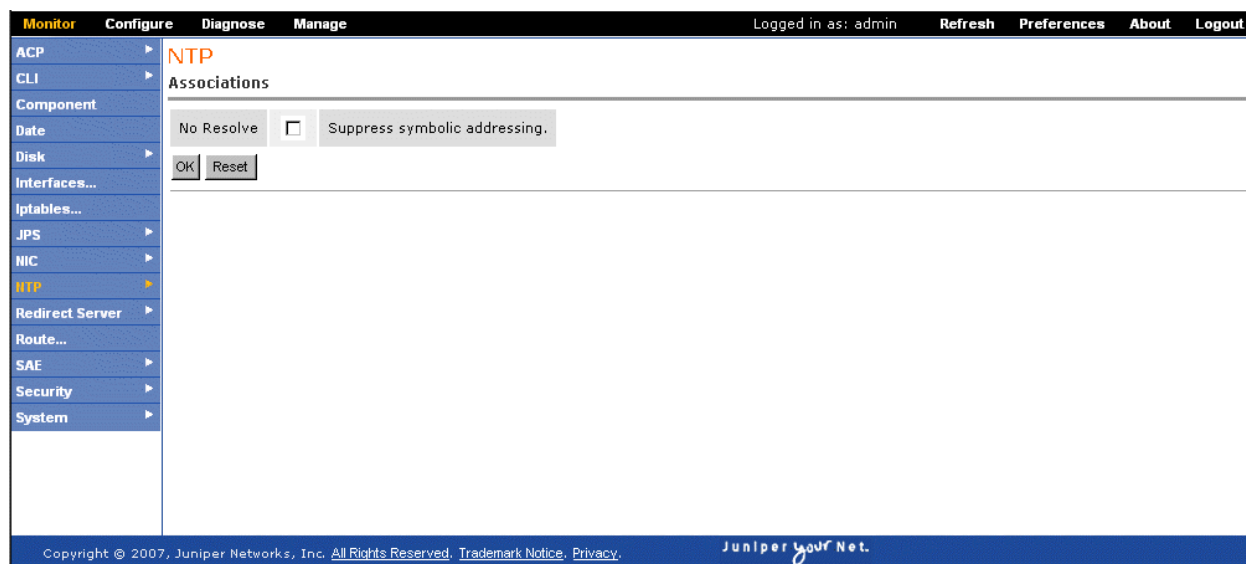 Monitor Configure Diagnose Manage Logged in as: admin Refresh Preferences About Logout
ACP
CLI
Component
Date
Disk
Interfaces...
Iptables...
JPS
NIC
NTP
Redirect Server
Route...
SAE
Security
System
NTP
Associations
No Resolve Suppress symbolic addressing.
OK Reset
Copyright © 2007, Juniper Networks, Inc. All Rights Reserved. Trademark Notice. Privacy.
Juniper your Net.